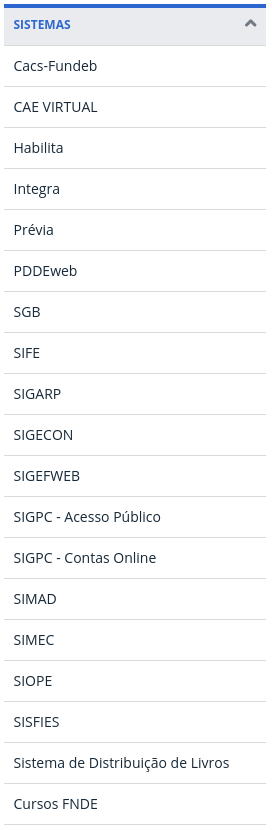 SISTEMAS
Cacs-Fundeb
CAE VIRTUAL
Habilita
Integra
Prévia
PDDEweb
SGB
SIFE
SIGARP
SIGECON
SIGEFWEB
SIGPC - Acesso Público
SIGPC - Contas Online
SIMAD
SIMEC
SIOPE
SISFIES
Sistema de Distribuição de Livros
Cursos FNDE